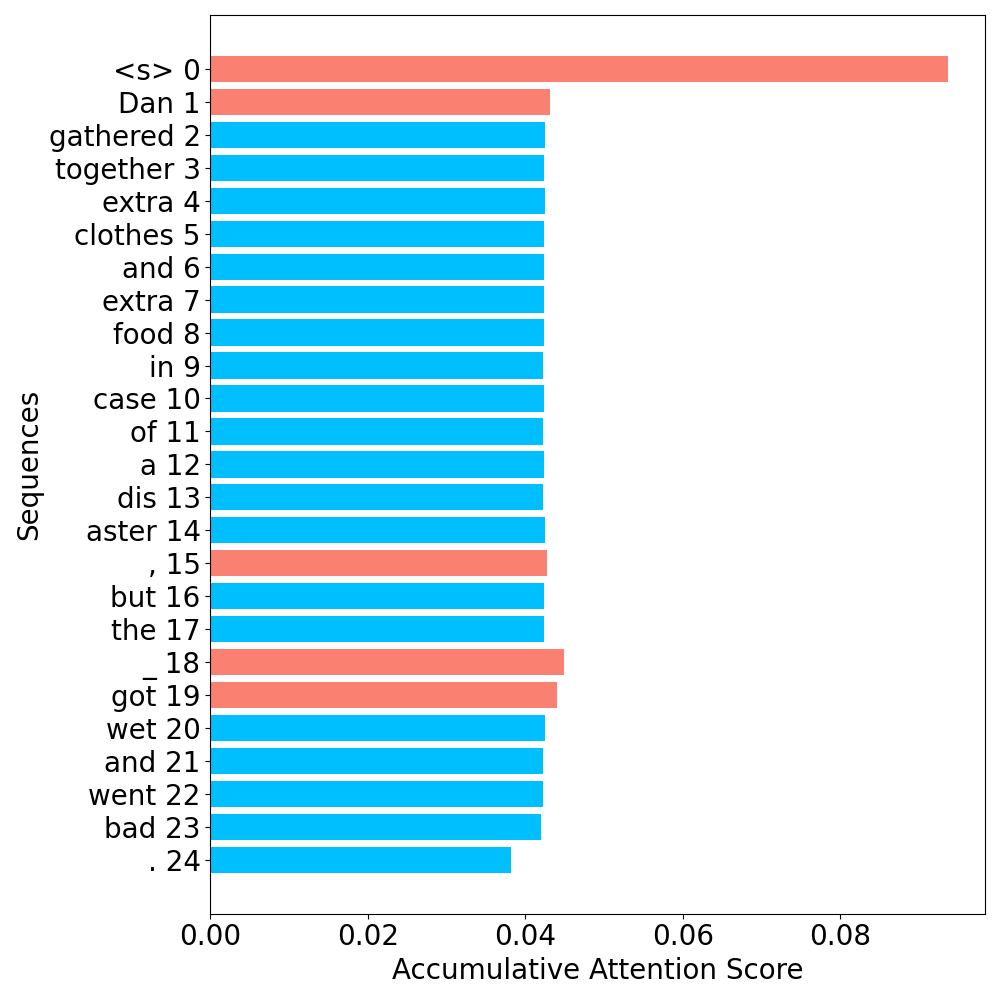 <s> 0
Dan 1
gathered 2
together 3
extra 4
clothes 5
and 6
extra 7
food 8
in 9
case 10
of 11
a 12
dis 13
aster 14
, 15
but 16
the 17
_ 18
got 19
wet 20
and 21
went 22
bad 23
. 24
Sequences
0.00 0.02 0.04 0.06 0.08
Accumulative Attention Score